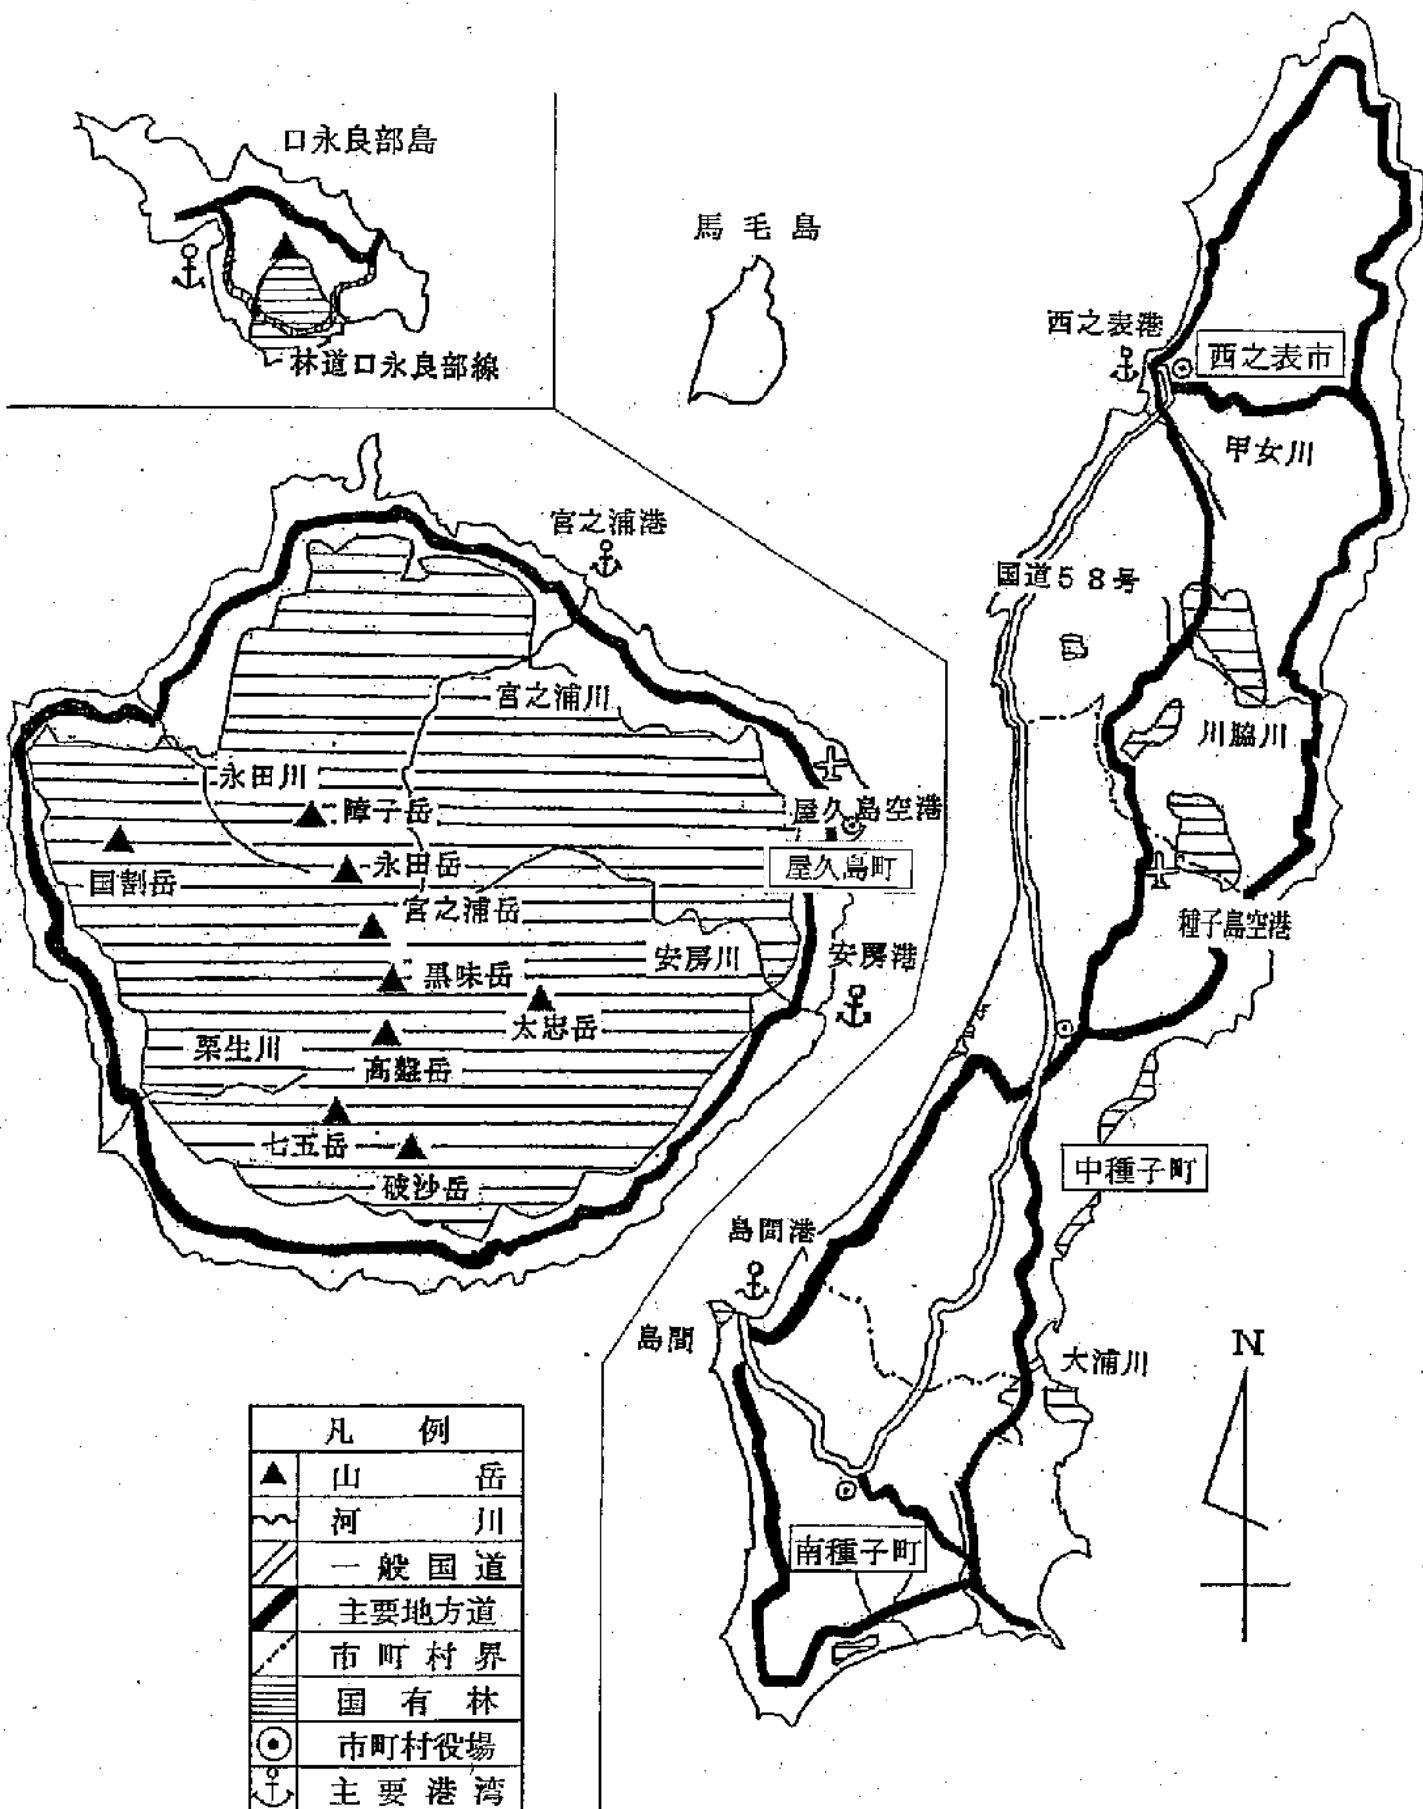 口永良部島
林道口永良部線
馬毛島
西之表港
西之表市
甲女川
国道58号
川脇川
種子島空港
中種子町
島間港
島間
大浦川
南種子町
N
宮之浦港
宮之浦川
永田川
障子岳
永田岳
国割岳
宮之浦岳
屋久島空港
屋久島町
安房川
安房港
黒味岳
太忠岳
栗生川
高盤岳
七五岳
破沙岳
凡例
山岳
河川
一般国道
主要地方道
市町村界
国有林
市町村役場
主要港湾